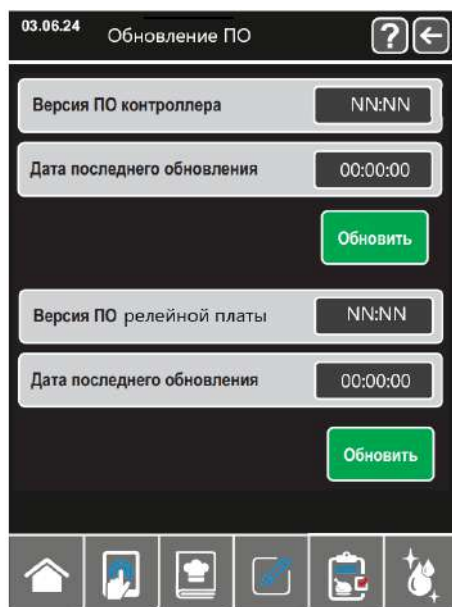 03.06.24
Обновление ПО
?
Версия ПО контроллера NN:NN
Дата последнего обновления 00:00:00
Обновить
Версия ПО релейной платы NN:NN
Дата последнего обновления 00:00:00
Обновить